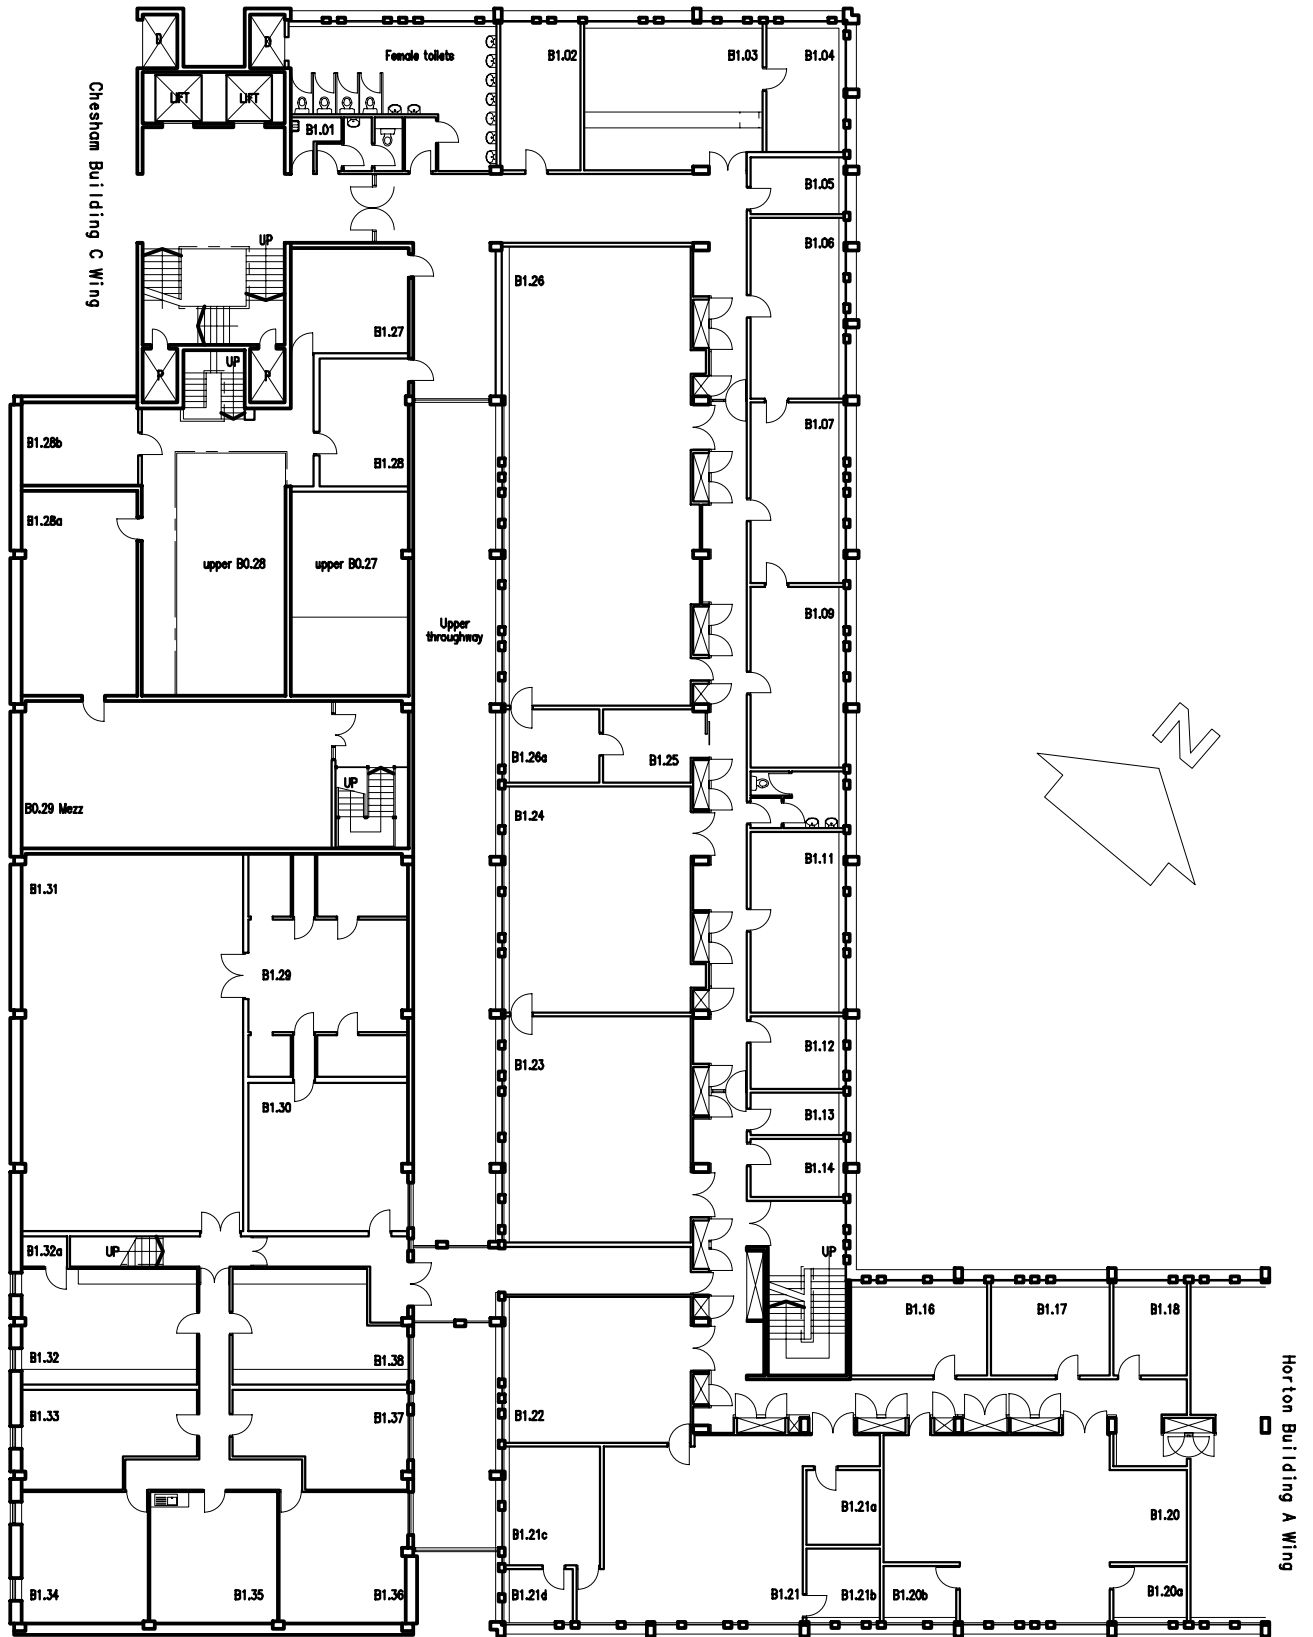 D
D
Female toilets
B1.02
B1.03
B1.04
LIFT
LIFT
B1.01
Chesham Building C Wing
B1.05
UP
B1.06
B1.26
B1.27
UP
P
P
B1.07
B1.28b
B1.28
B1.28a
upper B0.28
upper B0.27
B1.09
Upper
throughway
N
B1.26a
B1.25
UP
B0.29 Mezz
B1.24
B1.11
B1.31
B1.29
B1.12
B1.23
B1.30
B1.13
B1.14
B1.32a
UP
UP
B1.16
B1.17
B1.18
B1.32
B1.38
Horton Building A Wing
B1.33
B1.37
B1.22
B1.21a
B1.20
B1.21c
B1.34
B1.35
B1.36
B1.21d
B1.21
B1.21b
B1.20b
B1.20a